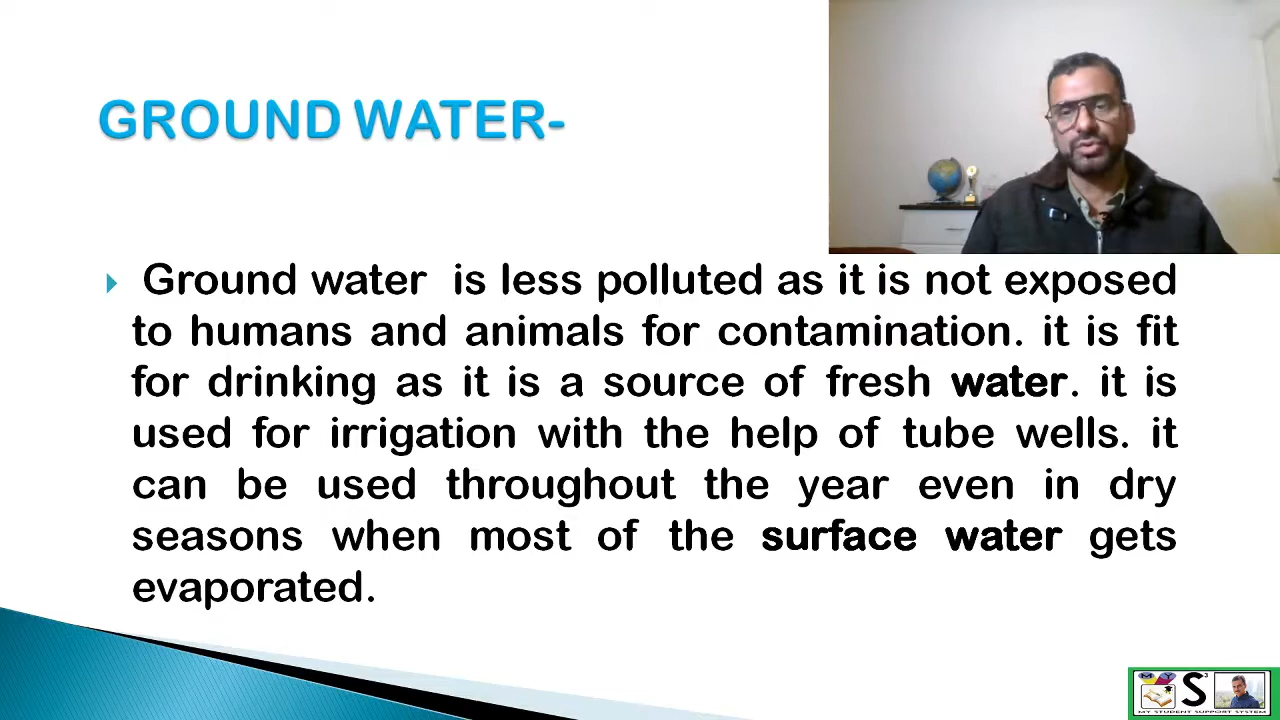 GROUND WATER-
Ground water is less polluted as it is not exposed
to humans and animals for contamination. it is fit
for drinking as it is a source of fresh water. it is
used for irrigation with the help of tube wells. it
can be used throughout the year even in dry
seasons when most of the surface water gets
evaporated.
M Y
S³
MY STUDENT SUPPORT SYSTEM